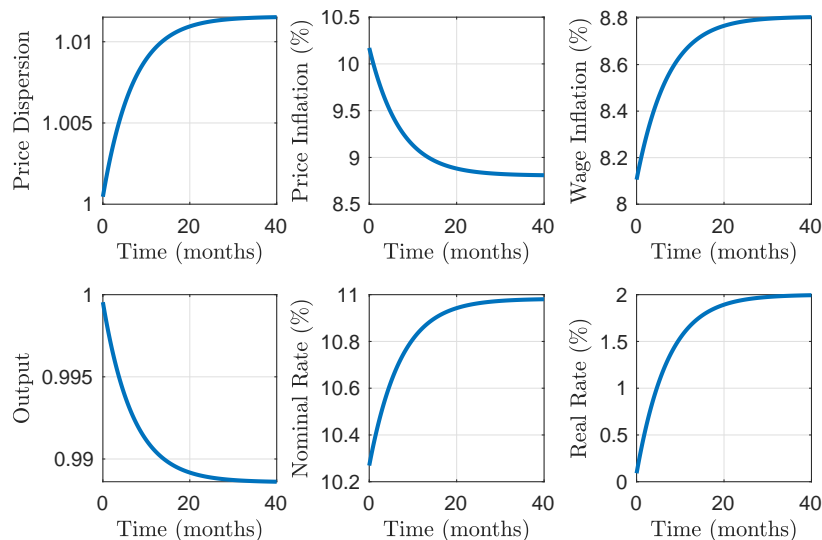 Price Dispersion
1.01
1.005
1
0 20 40
Time (months)
Price Inflation (%)
10.5
10
9.5
9
8.5
0 20 40
Time (months)
Wage Inflation (%)
8.8
8.6
8.4
8.2
8
0 20 40
Time (months)
Output
1
0.995
0.99
0 20 40
Time (months)
Nominal Rate (%)
11
10.8
10.6
10.4
10.2
0 20 40
Time (months)
Real Rate (%)
2
1.5
1
0.5
0
0 20 40
Time (months)